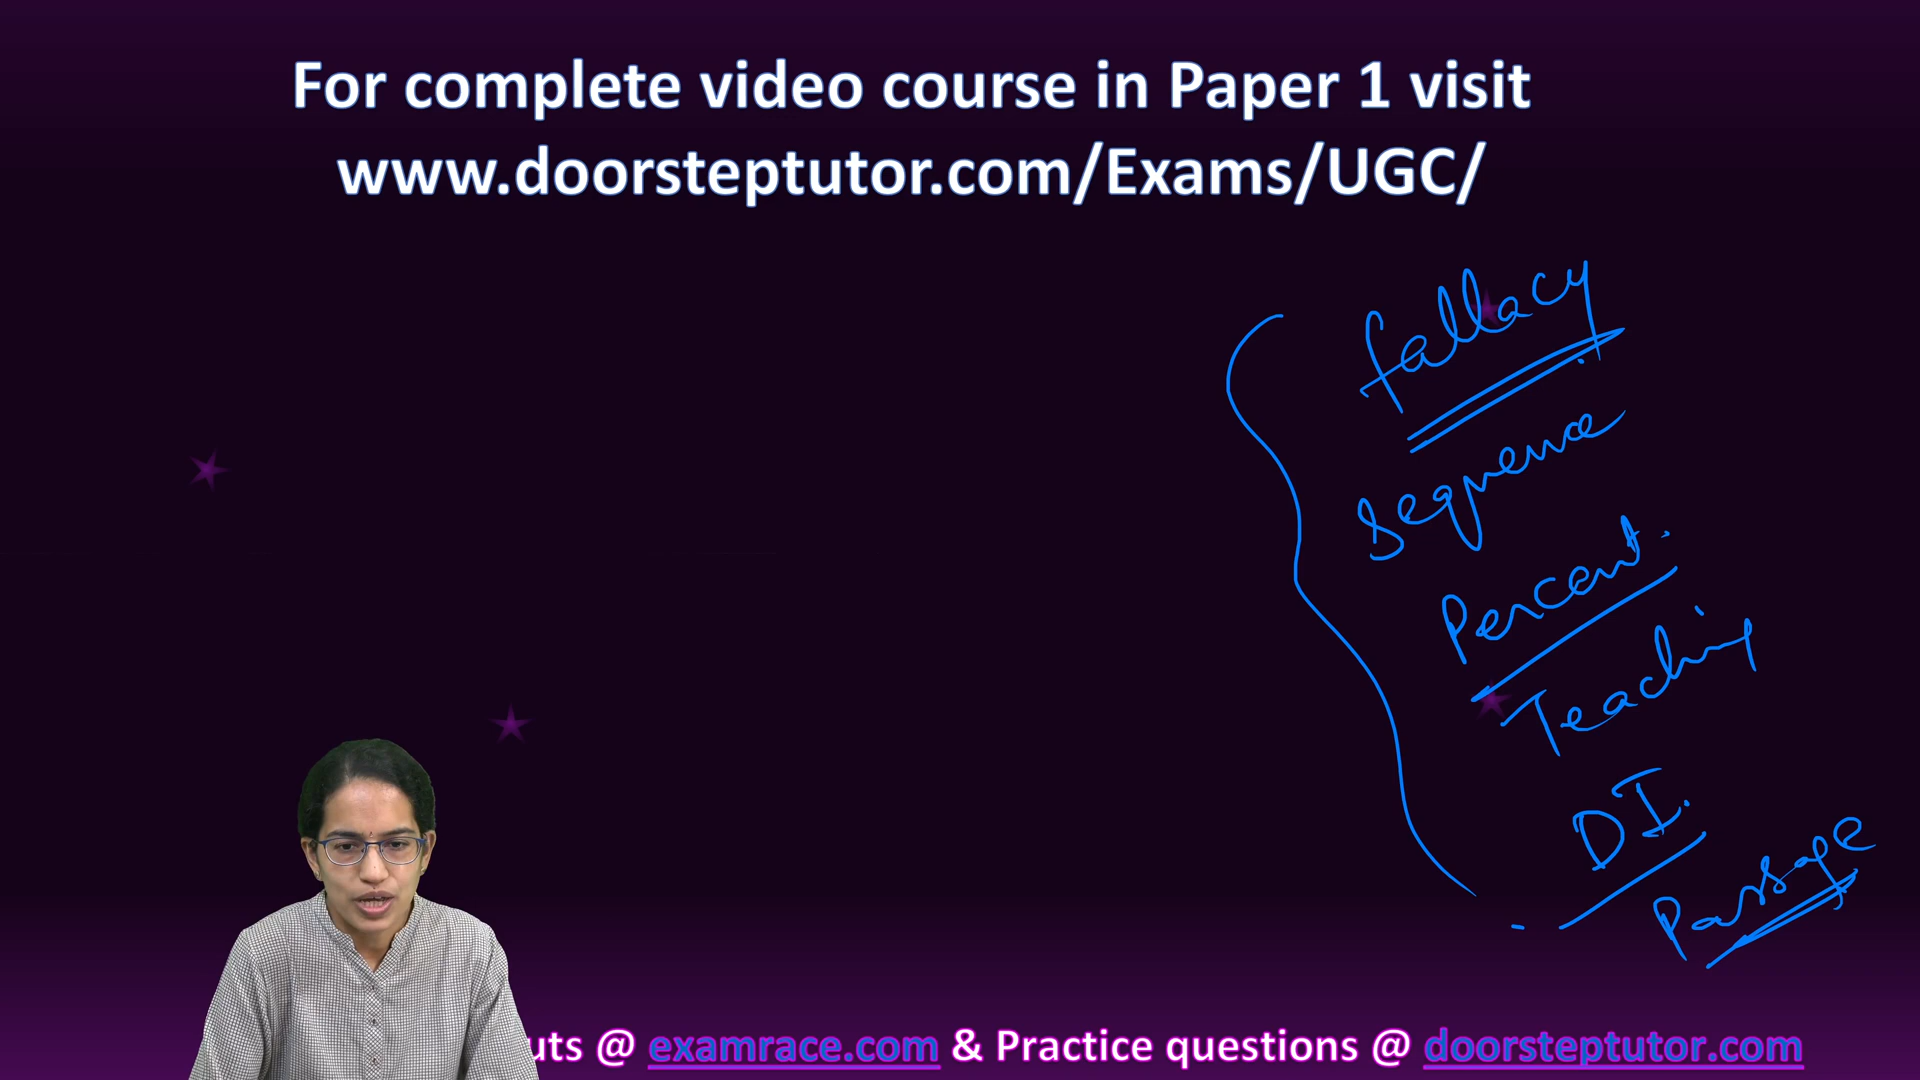 For complete video course in Paper 1 visit
www.doorsteptutor.com/Exams/UGC/
fallacy
Sequence
Percent.
Teaching
DI.
Passage
uts @ examrace.com & Practice questions @ doorsteptutor.com